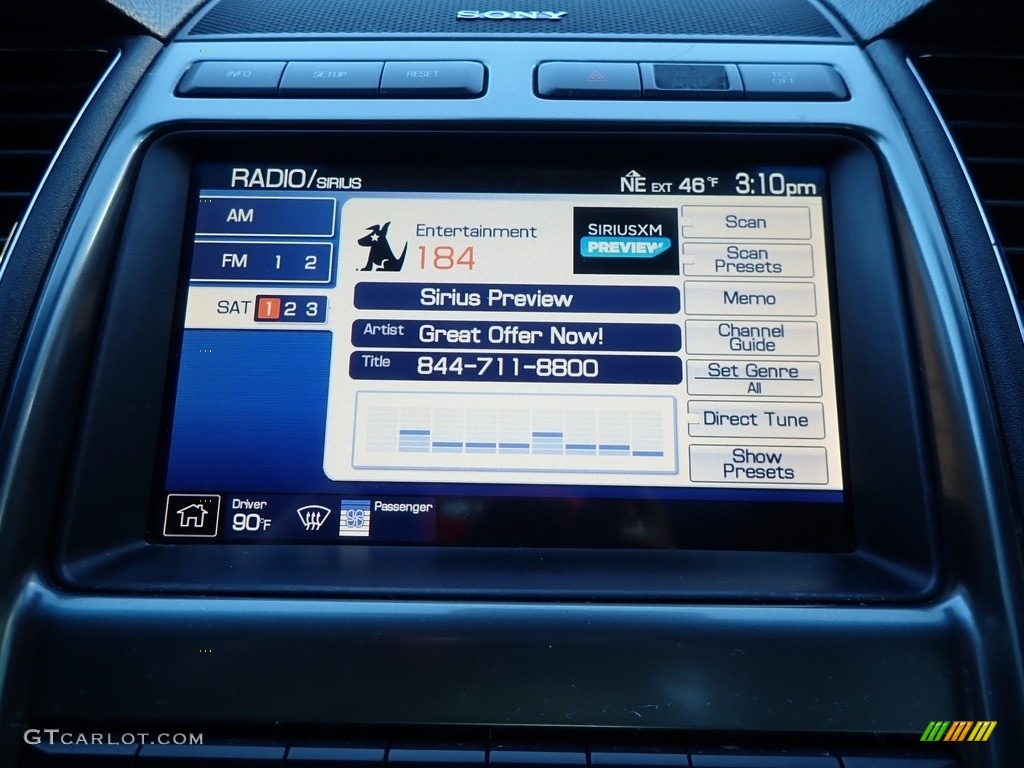 SONY
INFO SETUP RESET TCS OFF
RADIO/SIRIUS NE EXT 46°F 3:10pm
AM
FM 1 2
SAT 1 2 3
Entertainment
184
SIRIUSXM
PREVIEW
Sirius Preview
Artist Great Offer Now!
Title 844-711-8800
Scan
Scan
Presets
Memo
Channel
Guide
Set Genre
All
Direct Tune
Show
Presets
Driver
90°F
Passenger
GTCARLOT.COM